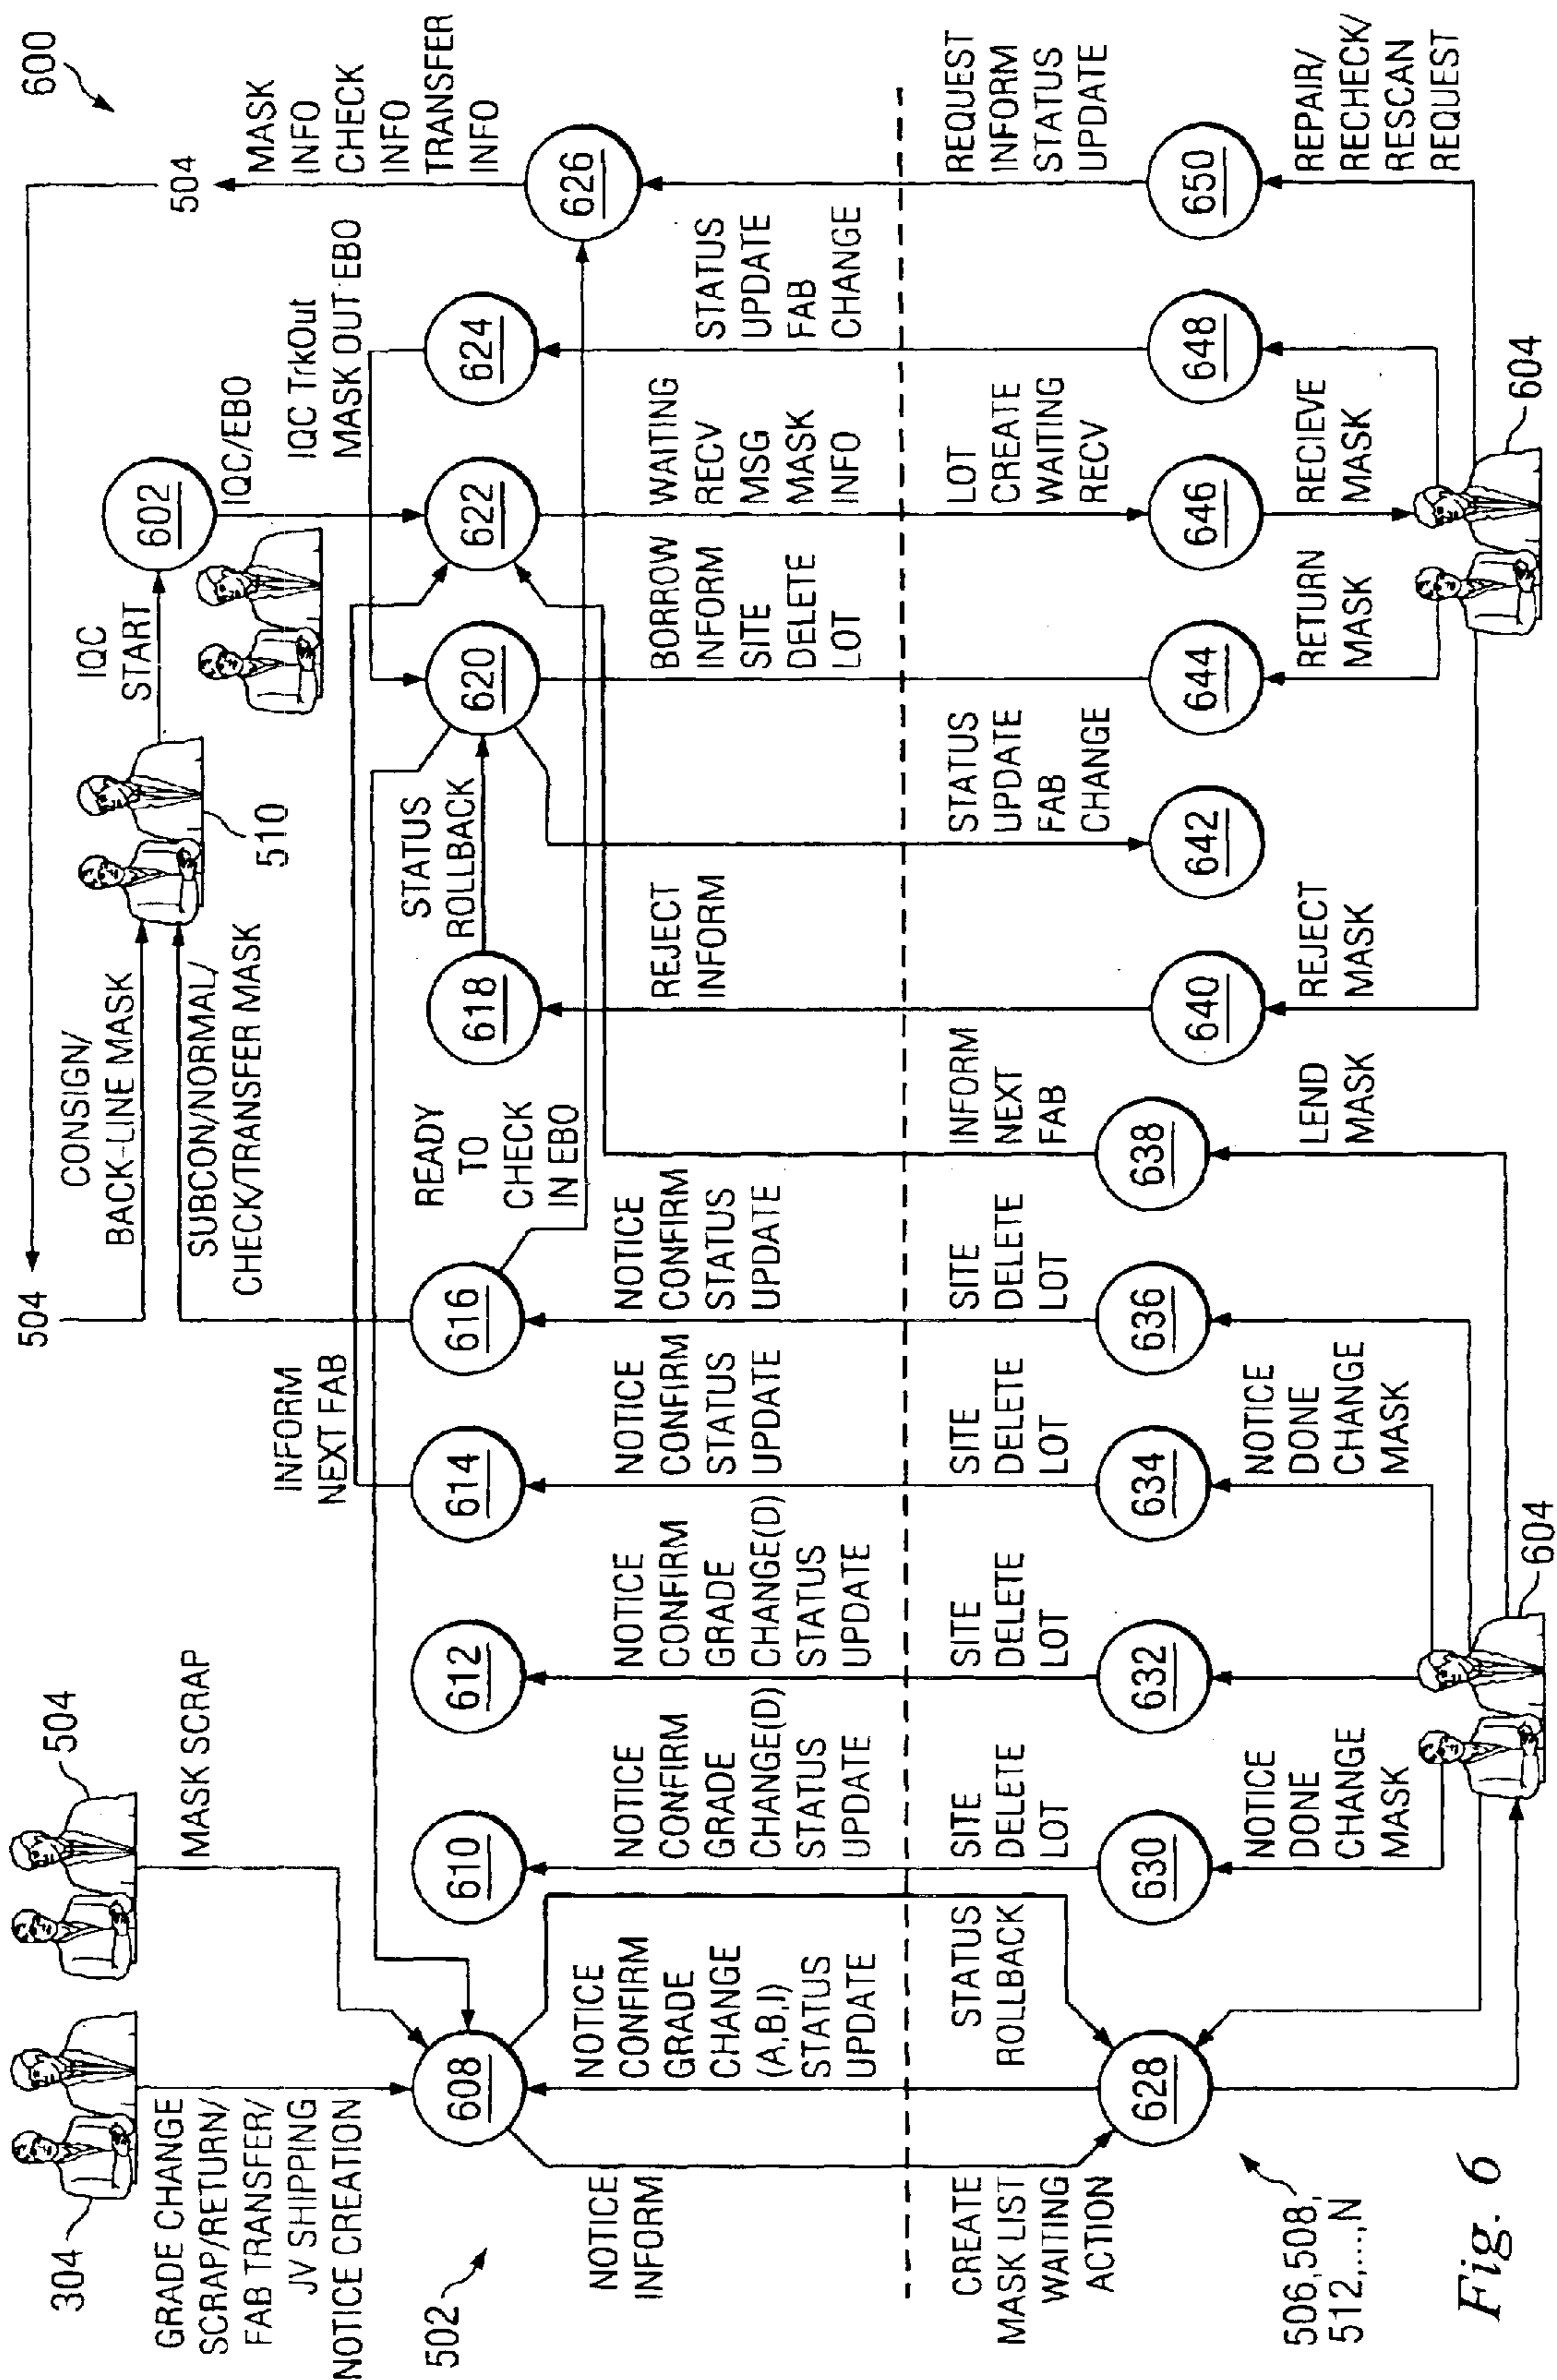 600
504
504
MASK
INFO
CHECK
INFO
TRANSFER
INFO
304
504
MASK SCRAP
GRADE CHANGE
SCRAP/RETURN/
FAB TRANSFER/
JV SHIPPING
NOTICE CREATION
CONSIGN/
BACK-LINE MASK
SUBCON/NORMAL/
CHECK/TRANSFER MASK
510
IQC
START
602
IQC/EBO
IQC TrkOut
MASK OUT EBO
INFORM
NEXT FAB
502
608
610
612
614
616
READY
TO
CHECK
IN EBO
618
STATUS
ROLLBACK
620
622
624
626
NOTICE
INFORM
NOTICE
CONFIRM
GRADE
CHANGE
(A,B,I)
STATUS
UPDATE
NOTICE
CONFIRM
GRADE
CHANGE(D)
STATUS
UPDATE
NOTICE
CONFIRM
GRADE
CHANGE(D)
STATUS
UPDATE
NOTICE
CONFIRM
STATUS
UPDATE
NOTICE
CONFIRM
STATUS
UPDATE
REJECT
INFORM
BORROW
INFORM
SITE
DELETE
LOT
WAITING
RECV
MSG
MASK
INFO
STATUS
UPDATE
FAB
CHANGE
CREATE
MASK LIST
WAITING
ACTION
STATUS
ROLLBACK
SITE
DELETE
LOT
SITE
DELETE
LOT
SITE
DELETE
LOT
SITE
DELETE
LOT
INFORM
NEXT
FAB
STATUS
UPDATE
FAB
CHANGE
LOT
CREATE
WAITING
RECV
REQUEST
INFORM
STATUS
UPDATE
628
630
632
634
636
638
640
642
644
646
648
650
506,508,
512,...,N
NOTICE
DONE
CHANGE
MASK
NOTICE
DONE
CHANGE
MASK
LEND
MASK
REJECT
MASK
RETURN
MASK
RECIEVE
MASK
REPAIR/
RECHECK/
RESCAN
REQUEST
604
604
Fig. 6